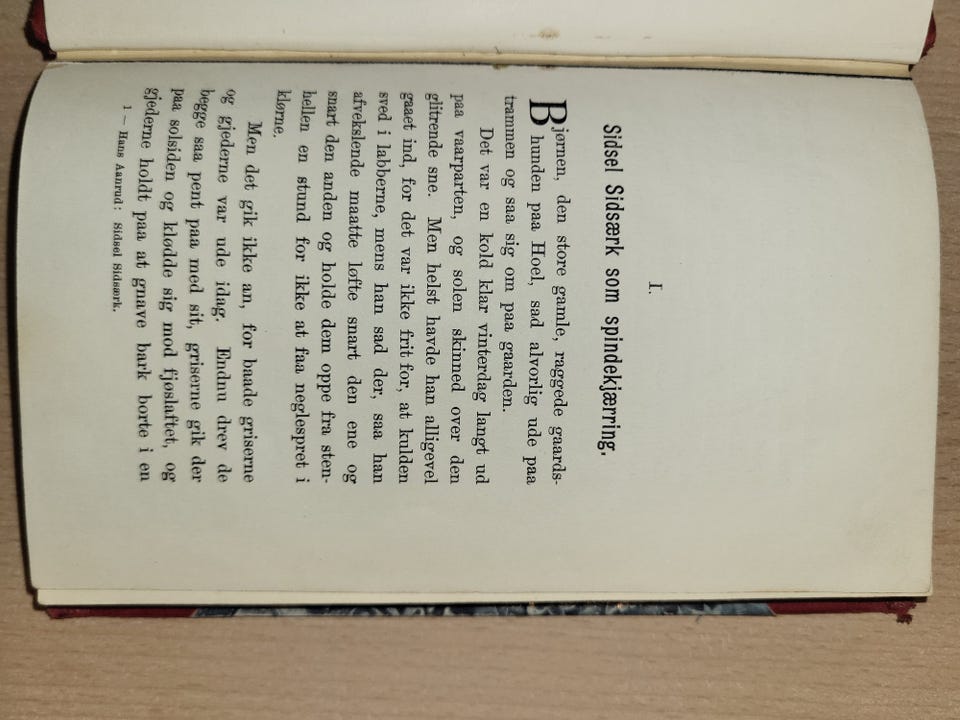 I.
Sidsel Sidsærk som spindekjærring.
Bjørnen, den store gamle, raggede gaards-
hunden paa Hoel, sad alvorlig ude paa
trammen og saa sig om paa gaarden.
Det var en kold klar vinterdag langt ud
paa vaarparten, og solen skinned over den
glitrende sne. Men helst havde han alligevel
gaaet ind, for det var ikke frit for, at kulden
sved i labberne, mens han sad der, saa han
afvekslende maatte løfte snart den ene og
snart den anden og holde dem oppe fra sten-
hellen en stund for ikke at faa neglespret i
klørne.
Men det gik ikke an, for baade griserne
og gjederne var ude idag. Endnu drev de
begge saa pent paa med sit, griserne gik der
paa solsiden og klødde sig mod fjøslaftet, og
gjederne holdt paa at gnave bark borte i en
1 — Hans Aanrud: Sidsel Sidsærk.